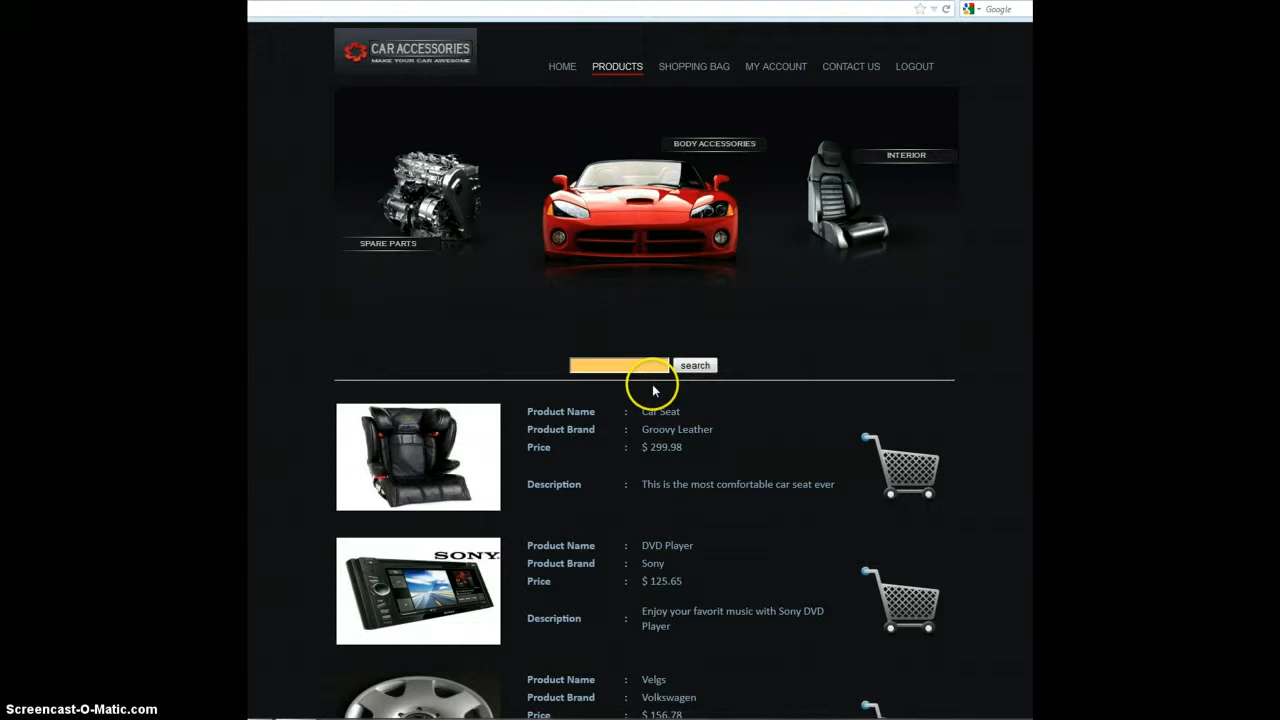 Google
CAR ACCESSORIES
MAKE YOUR CAR AWESOME
HOME PRODUCTS SHOPPING BAG MY ACCOUNT CONTACT US LOGOUT
BODY ACCESSORIES
INTERIOR
SPARE PARTS
search
Product Name : Car Seat
Product Brand : Groovy Leather
Price : $ 299.98
Description : This is the most comfortable car seat ever
SONY
Product Name : DVD Player
Product Brand : Sony
Price : $ 125.65
Description : Enjoy your favorit music with Sony DVD
Player
Product Name : Velgs
Product Brand : Volkswagen
Price : $ 156.78
Screencast-O-Matic.com